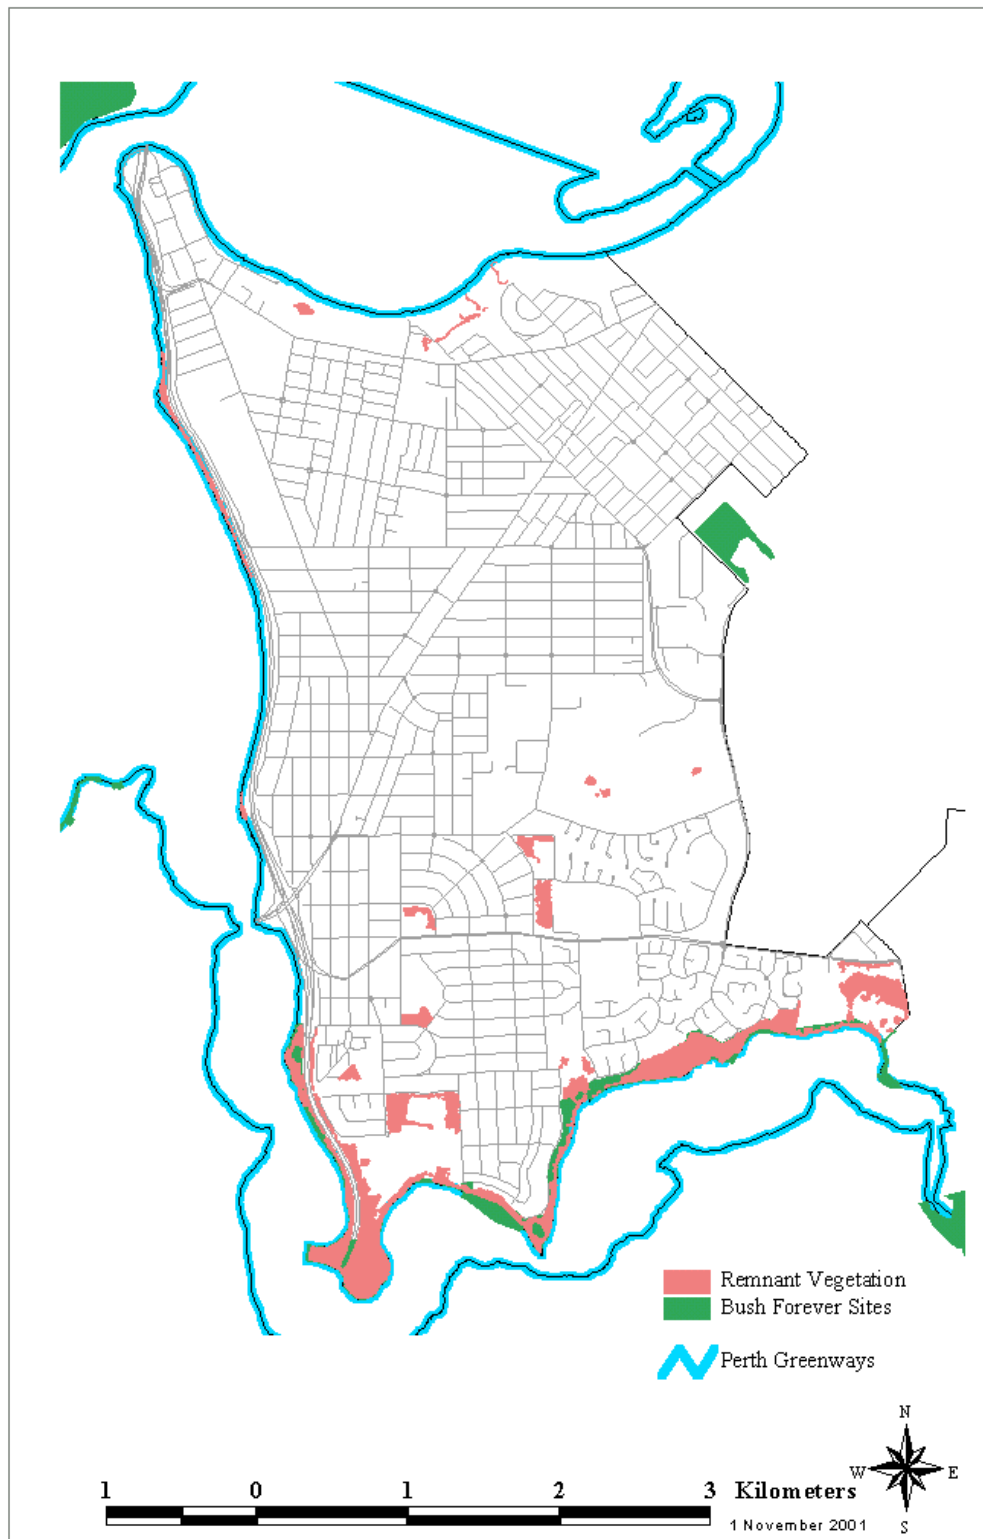 Remnant Vegetation
Bush Forever Sites
Perth Greenways
N
W E
S
1 0 1 2 3 Kilometers
1 November 2001